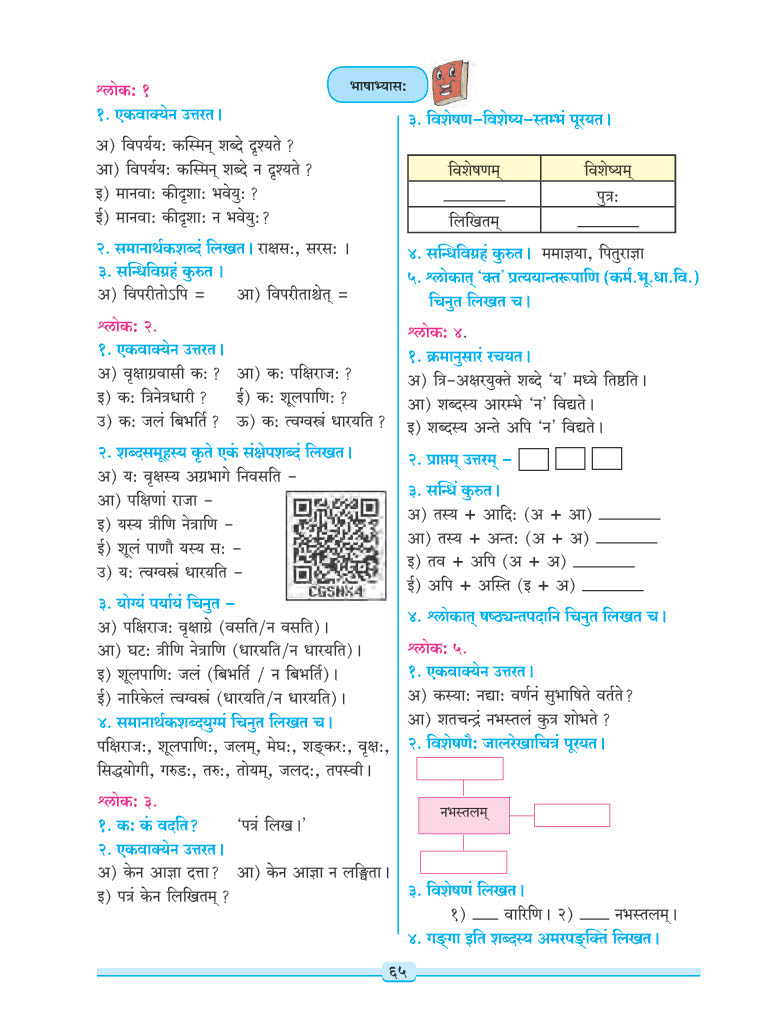 भाषाभ्यासः
श्लोकः १
१. एकवाक्येन उत्तरत।
अ) विपर्ययः कस्मिन् शब्दे दृश्यते ?
आ) विपर्ययः कस्मिन् शब्दे न दृश्यते ?
इ) मानवाः कीदृशाः भवेयुः ?
ई) मानवाः कीदृशाः न भवेयुः?
२. समानार्थकशब्दं लिखत। राक्षसः, सरसः ।
३. सन्धिविग्रहं कुरुत।
अ) विपरीतोऽपि = आ) विपरीताश्चेत् =
श्लोकः २.
१. एकवाक्येन उत्तरत।
अ) वृक्षाग्रवासी कः ? आ) कः पक्षिराजः ?
इ) कः त्रिनेत्रधारी ? ई) कः शूलपाणिः ?
उ) कः जलं बिभर्ति ? ऊ) कः त्वग्वस्त्रं धारयति ?
२. शब्दसमूहस्य कृते एकं संक्षेपशब्दं लिखत।
अ) यः वृक्षस्य अग्रभागे निवसति -
आ) पक्षिणां राजा -
इ) यस्य त्रीणि नेत्राणि -
ई) शूलं पाणौ यस्य सः -
उ) यः त्वग्वस्त्रं धारयति -
CGSHX4
३. योग्यं पर्यायं चिनुत -
अ) पक्षिराजः वृक्षाग्रे (वसति/न वसति)।
आ) घटः त्रीणि नेत्राणि (धारयति/न धारयति)।
इ) शूलपाणिः जलं (बिभर्ति / न बिभर्ति)।
ई) नारिकेलं त्वग्वस्त्रं (धारयति/न धारयति)।
४. समानार्थकशब्दयुग्मं चिनुत लिखत च।
पक्षिराजः, शूलपाणिः, जलम्, मेघः, शङ्करः, वृक्षः,
सिद्धयोगी, गरुडः, तरुः, तोयम्, जलदः, तपस्वी।
श्लोकः ३.
१. कः कं वदति? ‘पत्रं लिख।’
२. एकवाक्येन उत्तरत।
अ) केन आज्ञा दत्ता? आ) केन आज्ञा न लङ्घिता।
इ) पत्रं केन लिखितम् ?
३. विशेषण-विशेष्य-स्तम्भं पूरयत।
विशेषणम् विशेष्यम्
______ पुत्रः
लिखितम् ______
४. सन्धिविग्रहं कुरुत। ममाज्ञया, पितुराज्ञा
५. श्लोकात् ‘क्त’ प्रत्ययान्तरूपाणि (कर्म.भू.धा.वि.)
चिनुत लिखत च।
श्लोकः ४.
१. क्रमानुसारं रचयत।
अ) त्रि-अक्षरयुक्ते शब्दे ‘य’ मध्ये तिष्ठति।
आ) शब्दस्य आरम्भे ‘न’ विद्यते।
इ) शब्दस्य अन्ते अपि ‘न’ विद्यते।
२. प्राप्तम् उत्तरम् -
३. सन्धिं कुरुत।
अ) तस्य + आदिः (अ + आ) ______
आ) तस्य + अन्तः (अ + अ) ______
इ) तव + अपि (अ + अ) ______
ई) अपि + अस्ति (इ + अ) ______
४. श्लोकात् षष्ठ्यन्तपदानि चिनुत लिखत च।
श्लोकः ५.
१. एकवाक्येन उत्तरत।
अ) कस्याः नद्याः वर्णनं सुभाषिते वर्तते?
आ) शतचन्द्रं नभस्तलं कुत्र शोभते ?
२. विशेषणैः जालरेखाचित्रं पूरयत।
नभस्तलम्
३. विशेषणं लिखत।
१) ___ वारिणि। २) ___ नभस्तलम्।
४. गङ्गा इति शब्दस्य अमरपङ्क्तिं लिखत।
६५